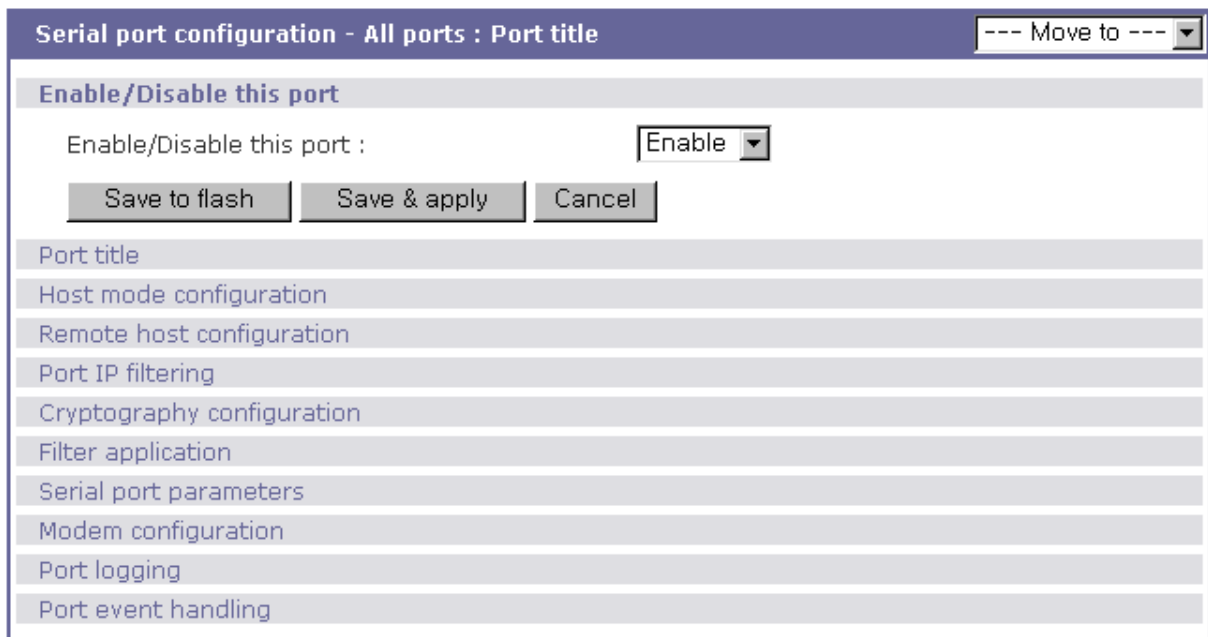 Serial port configuration - All ports : Port title
--- Move to ---
Enable/Disable this port
Enable/Disable this port :
Enable
Save to flash
Save & apply
Cancel
Port title
Host mode configuration
Remote host configuration
Port IP filtering
Cryptography configuration
Filter application
Serial port parameters
Modem configuration
Port logging
Port event handling